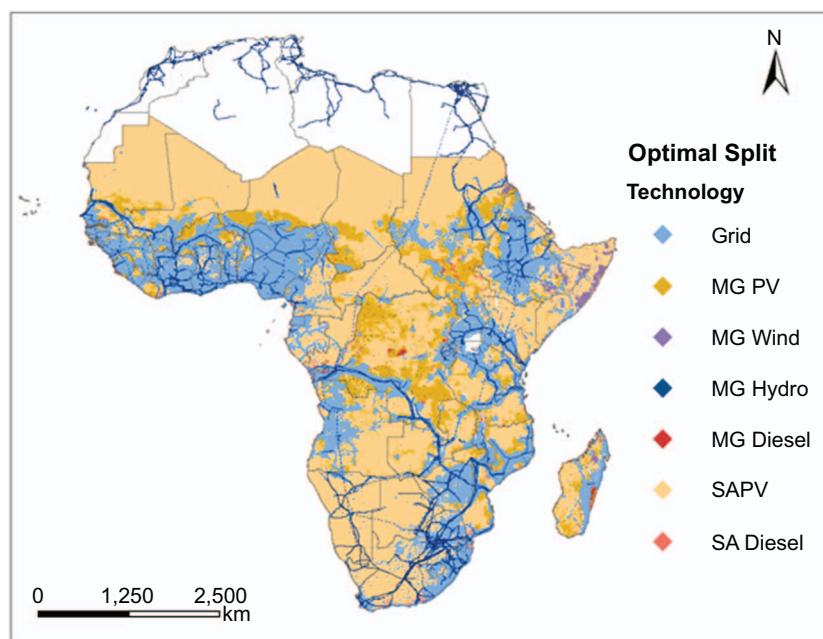 N
Optimal Split
Technology
Grid
MG PV
MG Wind
MG Hydro
MG Diesel
SAPV
SA Diesel
0 1,250 2,500
km